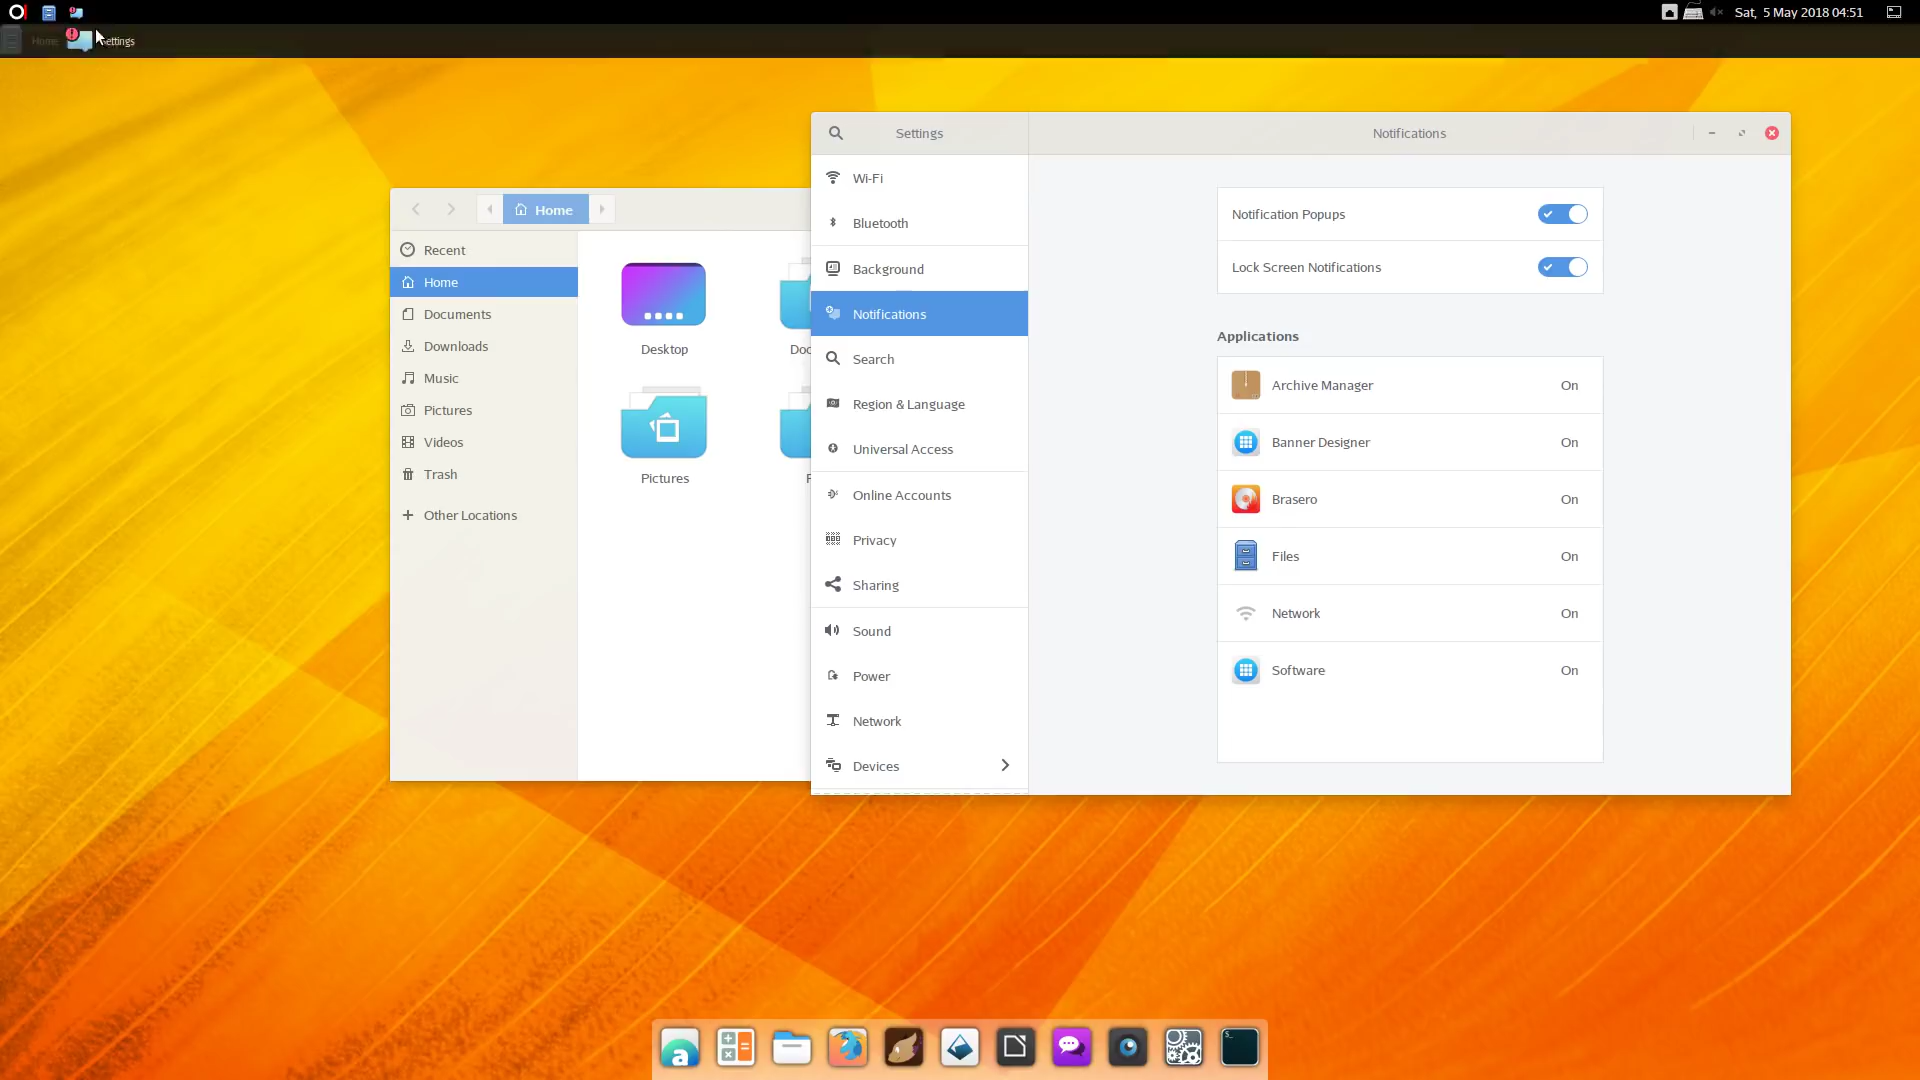 Sat, 5 May 2018 04:51
Home
Settings
Settings
Notifications
Wi-Fi
Bluetooth
Background
Notifications
Search
Region & Language
Universal Access
Online Accounts
Privacy
Sharing
Sound
Power
Network
Devices
Notification Popups
Lock Screen Notifications
Applications
Archive Manager On
Banner Designer On
Brasero On
Files On
Network On
Software On
Home
Recent
Home
Documents
Downloads
Music
Pictures
Videos
Trash
Other Locations
Desktop
Doc
Pictures